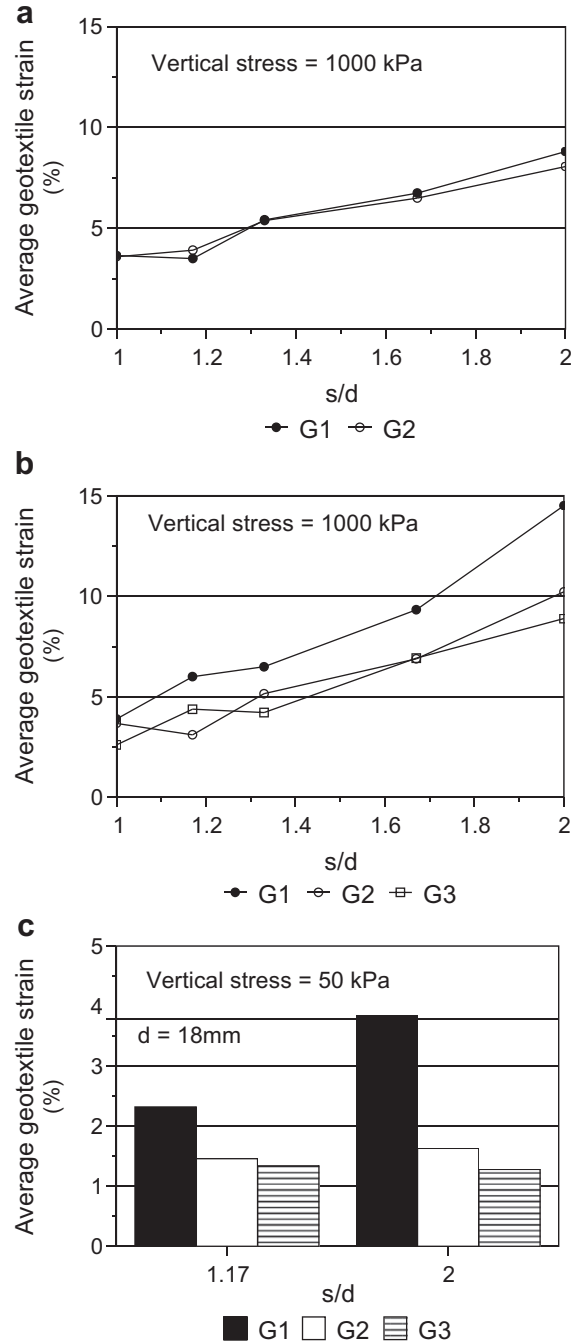 a
15
Vertical stress = 1000 kPa
10
5
0
Average geotextile strain
(%)
1 1.2 1.4 1.6 1.8 2
s/d
G1 G2
b
15
Vertical stress = 1000 kPa
10
5
0
Average geotextile strain
(%)
1 1.2 1.4 1.6 1.8 2
s/d
G1 G2 G3
c
5
Vertical stress = 50 kPa
4
d = 18mm
3
2
1
0
Average geotextile strain
(%)
1.17 2
s/d
G1 G2 G3